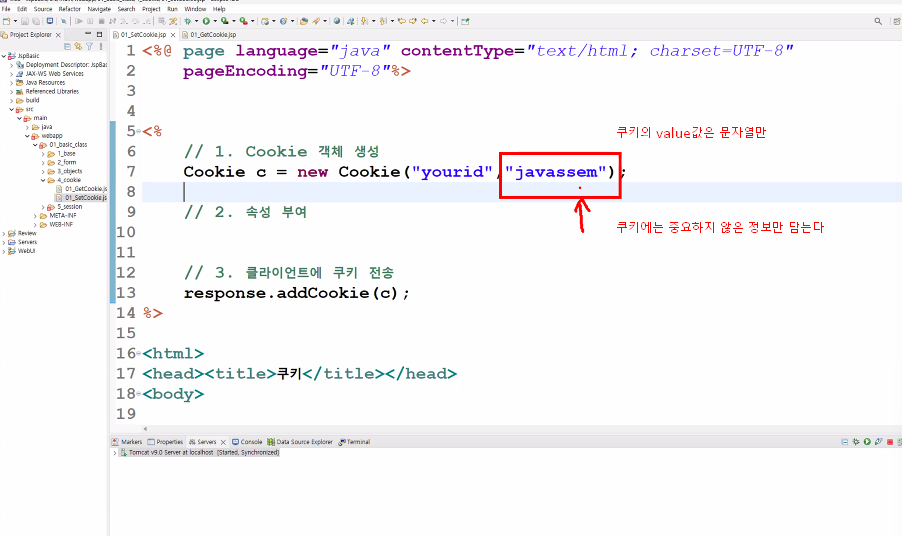 File Edit Source Refactor Navigate Search Project Run Window Help
Project Explorer
JspBasic
Deployment Descriptor: JspBas
JAX-WS Web Services
Java Resources
Referenced Libraries
build
src
main
java
webapp
01_basic_class
1_base
2_form
3_objects
4_cookie
01_GetCookie.js
01_SetCookie.js
5_session
META-INF
WEB-INF
Review
Servers
WebUI
01_SetCookie.jsp 01_GetCookie.jsp
1 <%@ page language="java" contentType="text/html; charset=UTF-8"
2 pageEncoding="UTF-8"%>
3
4
5 <%
6 // 1. Cookie 객체 생성
7 Cookie c = new Cookie("yourid","javassem");
8
9 // 2. 속성 부여
10
11
12 // 3. 클라이언트에 쿠키 전송
13 response.addCookie(c);
14 %>
15
16 <html>
17 <head><title>쿠키</title></head>
18 <body>
19
쿠키의 value값은 문자열만
쿠키에는 중요하지 않은 정보만 담는다
Markers Properties Servers Console Data Source Explorer Terminal
Tomcat v9.0 Server at localhost [Started, Synchronized]